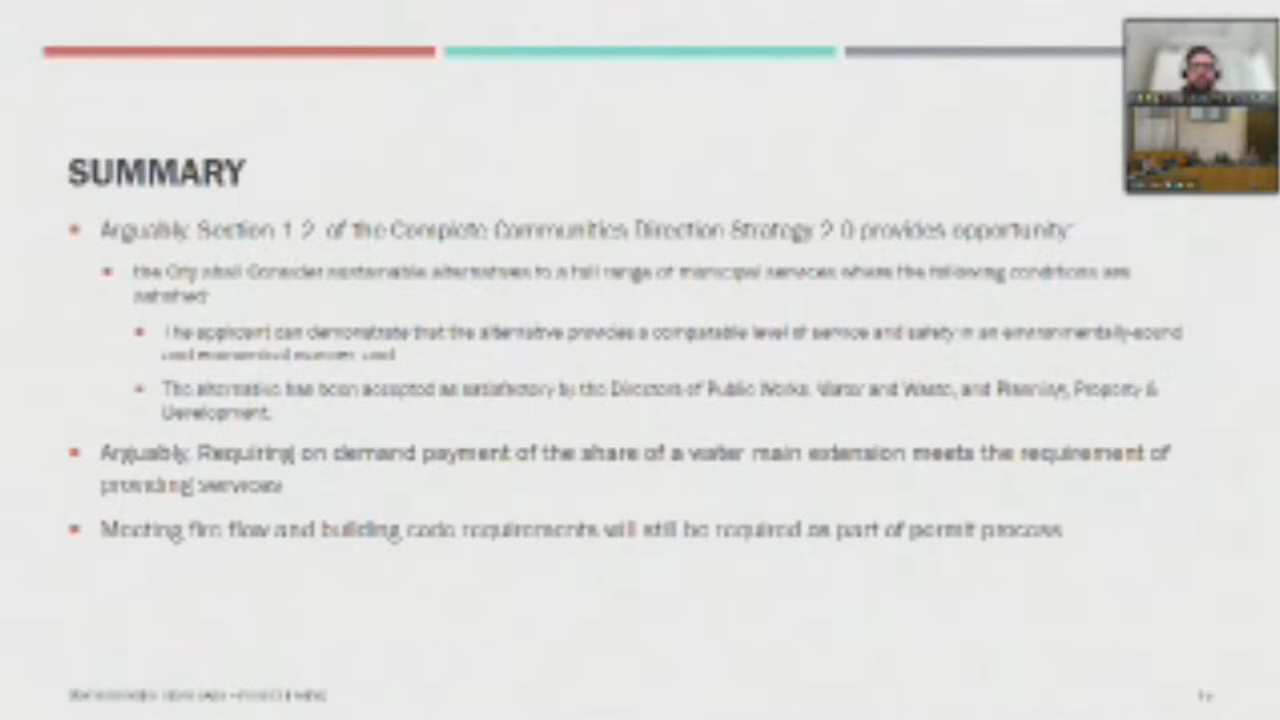 SUMMARY
Arguably, Section 1.2 of the Complete Communities Direction Strategy 2.0 provides opportunity:
the City shall Consider sustainable alternatives to a full range of municipal services where the following conditions are
satisfied:
The applicant can demonstrate that the alternative provides a comparable level of service and safety in an environmentally-sound
and economical manner; and
The alternative has been accepted as satisfactory by the Directors of Public Works, Water and Waste, and Planning, Property &
Development.
Arguably, Requiring on demand payment of the share of a water main extension meets the requirement of
providing services
Meeting fire flow and building code requirements will still be required as part of permit process